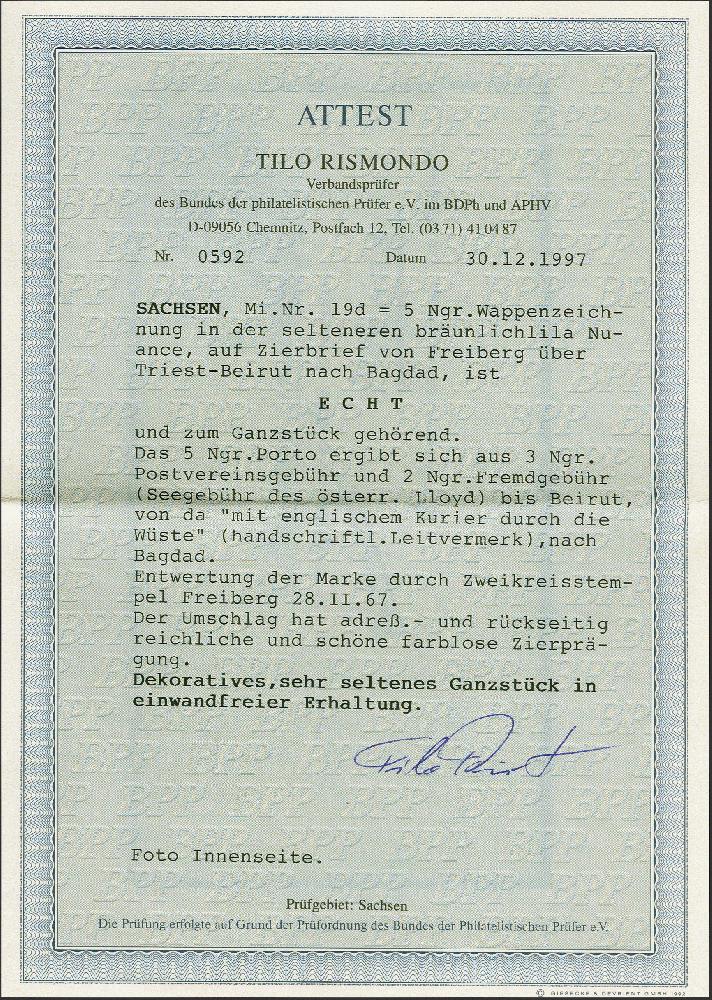 ATTEST
TILO RISMONDO
Verbandsprüfer
des Bundes der philatelistischen Prüfer e.V. im BDPh und APHV
D-09056 Chemnitz, Postfach 12, Tel. (03 71) 41 04 87
Nr. 0592 Datum 30.12.1997
SACHSEN, Mi.Nr. 19d = 5 Ngr.Wappenzeich-
nung in der selteneren bräunlichlila Nu-
ance, auf Zierbrief von Freiberg über
Triest-Beirut nach Bagdad, ist
E C H T
und zum Ganzstück gehörend.
Das 5 Ngr.Porto ergibt sich aus 3 Ngr.
Postvereinsgebühr und 2 Ngr.Fremdgebühr
(Seegebühr des österr. Lloyd) bis Beirut,
von da "mit englischem Kurier durch die
Wüste" (handschriftl.Leitvermerk),nach
Bagdad.
Entwertung der Marke durch Zweikreisstem-
pel Freiberg 28.II.67.
Der Umschlag hat adreß.- und rückseitig
reichliche und schöne farblose Zierprä-
gung.
Dekoratives,sehr seltenes Ganzstück in
einwandfreier Erhaltung.
Foto Innenseite.
Prüfgebiet: Sachsen
Die Prüfung erfolgte auf Grund der Prüfordnung des Bundes der Philatelistischen Prüfer e.V.
© GIESECKE & DEVRIENT GMBH